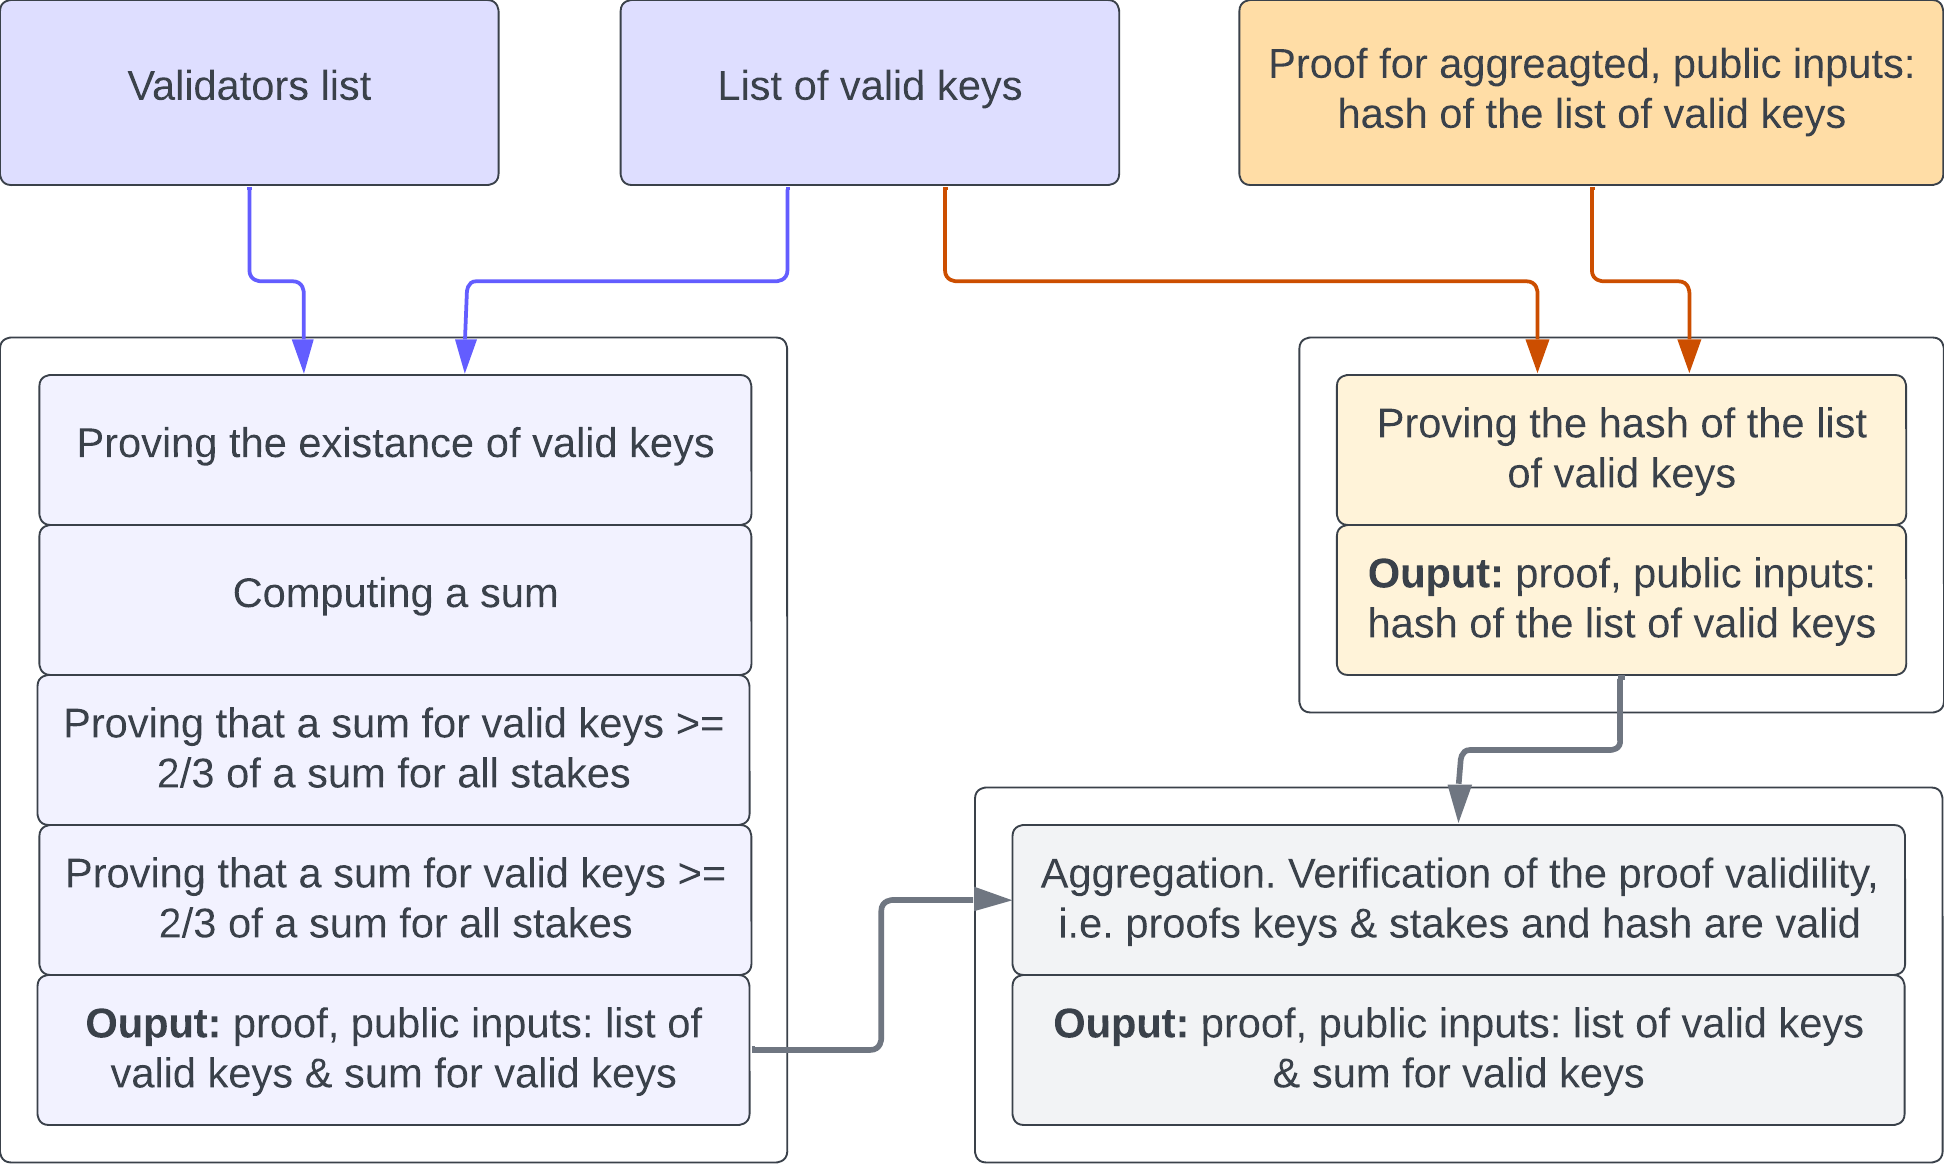 Validators list
List of valid keys
Proof for aggreagted, public inputs:
hash of the list of valid keys
Proving the existance of valid keys
Computing a sum
Proving that a sum for valid keys >=
2/3 of a sum for all stakes
Proving that a sum for valid keys >=
2/3 of a sum for all stakes
Ouput: proof, public inputs: list of
valid keys & sum for valid keys
Proving the hash of the list
of valid keys
Ouput: proof, public inputs:
hash of the list of valid keys
Aggregation. Verification of the proof validility,
i.e. proofs keys & stakes and hash are valid
Ouput: proof, public inputs: list of valid keys
& sum for valid keys